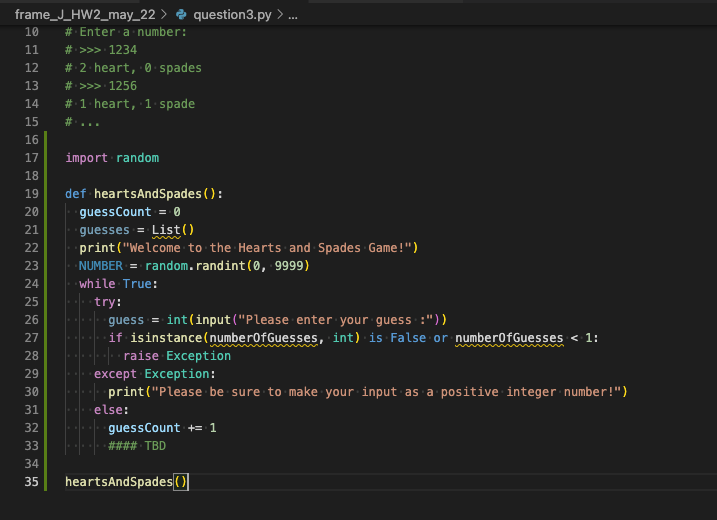 frame_J_HW2_may_22 > question3.py > ...
10 # Enter a number:
11 # >>> 1234
12 # 2 heart, 0 spades
13 # >>> 1256
14 # 1 heart, 1 spade
15 # ...
16
17 import random
18
19 def heartsAndSpades():
20   guessCount = 0
21   guesses = List()
22   print("Welcome to the Hearts and Spades Game!")
23   NUMBER = random.randint(0, 9999)
24   while True:
25     try:
26       guess = int(input("Please enter your guess :"))
27       if isinstance(numberOfGuesses, int) is False or numberOfGuesses < 1:
28         raise Exception
29     except Exception:
30       print("Please be sure to make your input as a positive integer number!")
31     else:
32       guessCount += 1
33       #### TBD
34
35 heartsAndSpades()